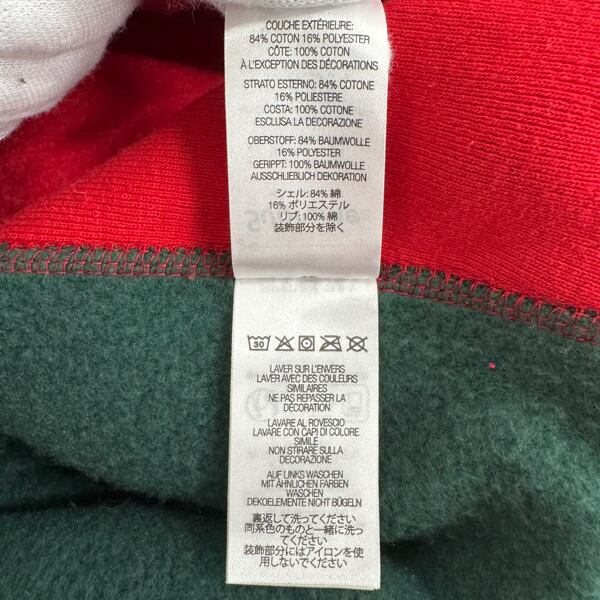 COUCHE EXTÉRIEURE:
84% COTON 16% POLYESTER
CÔTE: 100% COTON
À L'EXCEPTION DES DÉCORATIONS
STRATO ESTERNO: 84% COTONE
16% POLIESTERE
COSTA: 100% COTONE
ESCLUSA LA DECORAZIONE
OBERSTOFF: 84% BAUMWOLLE
16% POLYESTER
GERIPPT: 100% BAUMWOLLE
AUSSCHLIEBLICH DEKORATION
シェル: 84% 綿
16% ポリエステル
リブ: 100% 綿
装飾部分を除く
30
LAVER SUR L'ENVERS
LAVER AVEC DES COULEURS
SIMILAIRES
NE PAS REPASSER LA
DÉCORATION
LAVARE AL ROVESCIO
LAVARE CON CAPI DI COLORE
SIMILE
NON STIRARE SULLA
DECORAZIONE
AUF LINKS WASCHEN
MIT ÄHNLICHEN FARBEN
WASCHEN
DEKOELEMENTE NICHT BÜGELN
裏返して洗ってください
同系色のものと一緒に洗っ
てください
装飾部分にはアイロンを使
用しないでください